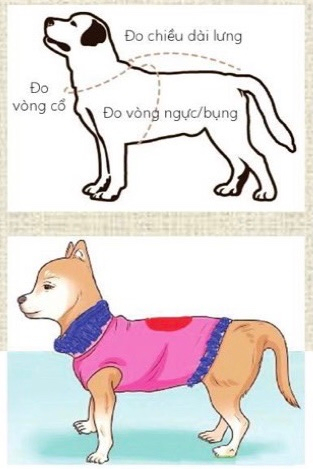 Đo chiều dài lưng
Đo
vòng cổ
Đo vòng ngực/bụng